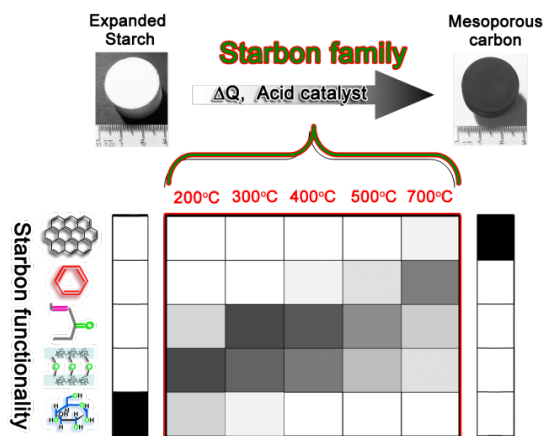 Expanded
Starch
Starbon family
Mesoporous
carbon
ΔQ, Acid catalyst
200°C 300°C 400°C 500°C 700°C
Starbon functionality